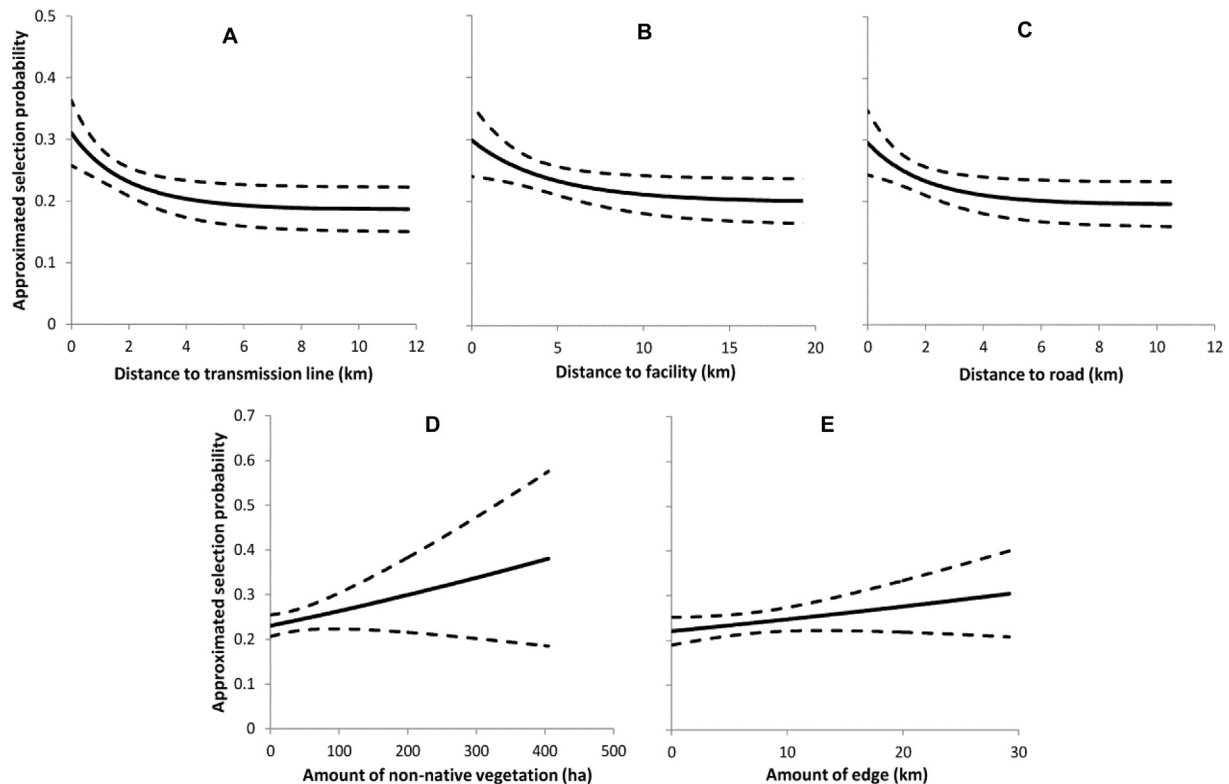 A
B
C
Approximated selection probability
0.5
0.4
0.3
0.2
0.1
0
0 2 4 6 8 10 12
0 5 10 15 20
0 2 4 6 8 10 12
Distance to transmission line (km)
Distance to facility (km)
Distance to road (km)
D
E
Approximated selection probability
0.7
0.6
0.5
0.4
0.3
0.2
0.1
0
0 100 200 300 400 500
0 10 20 30
Amount of non-native vegetation (ha)
Amount of edge (km)